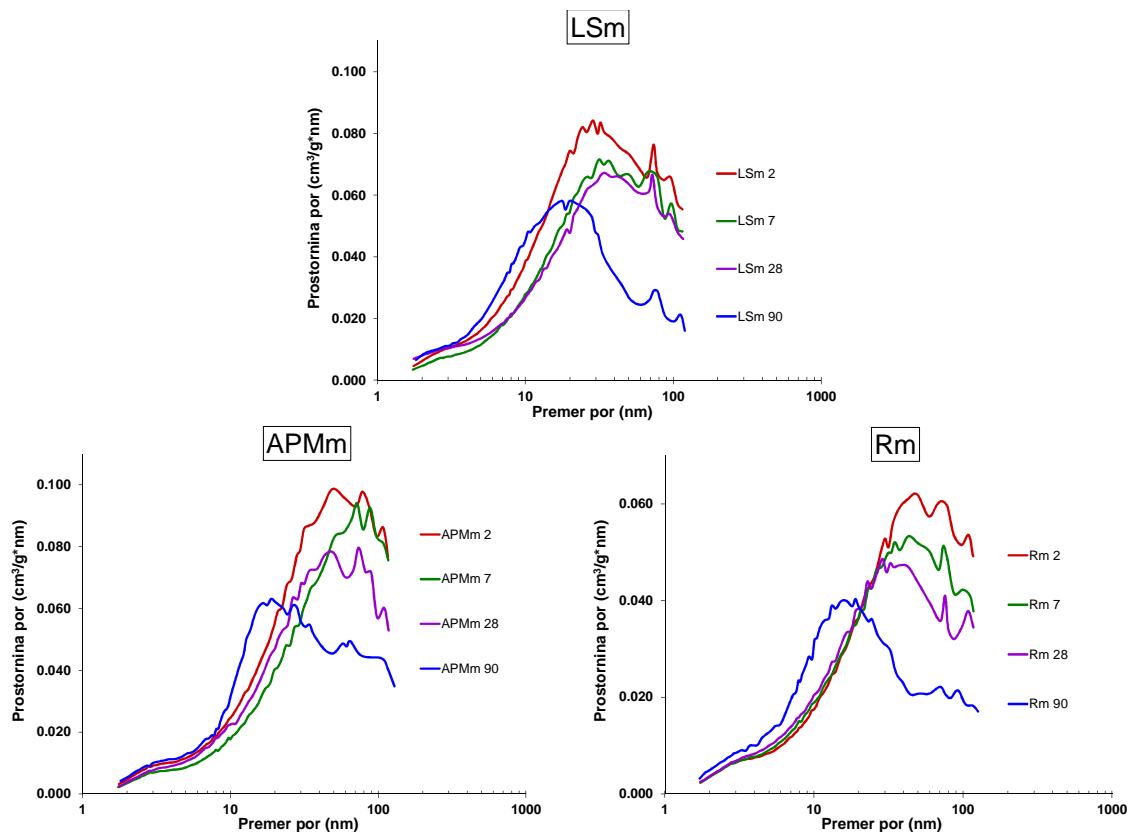 LSm
0.100
0.080
0.060
0.040
0.020
0.000
Prostornina por (cm³/g*nm)
1
10
100
1000
Premer por (nm)
LSm 2
LSm 7
LSm 28
LSm 90
APMm
0.100
0.080
0.060
0.040
0.020
0.000
Prostornina por (cm³/g*nm)
1
10
100
1000
Premer por (nm)
APMm 2
APMm 7
APMm 28
APMm 90
Rm
0.060
0.040
0.020
0.000
Prostornina por (cm³/g*nm)
1
10
100
1000
Premer por (nm)
Rm 2
Rm 7
Rm 28
Rm 90